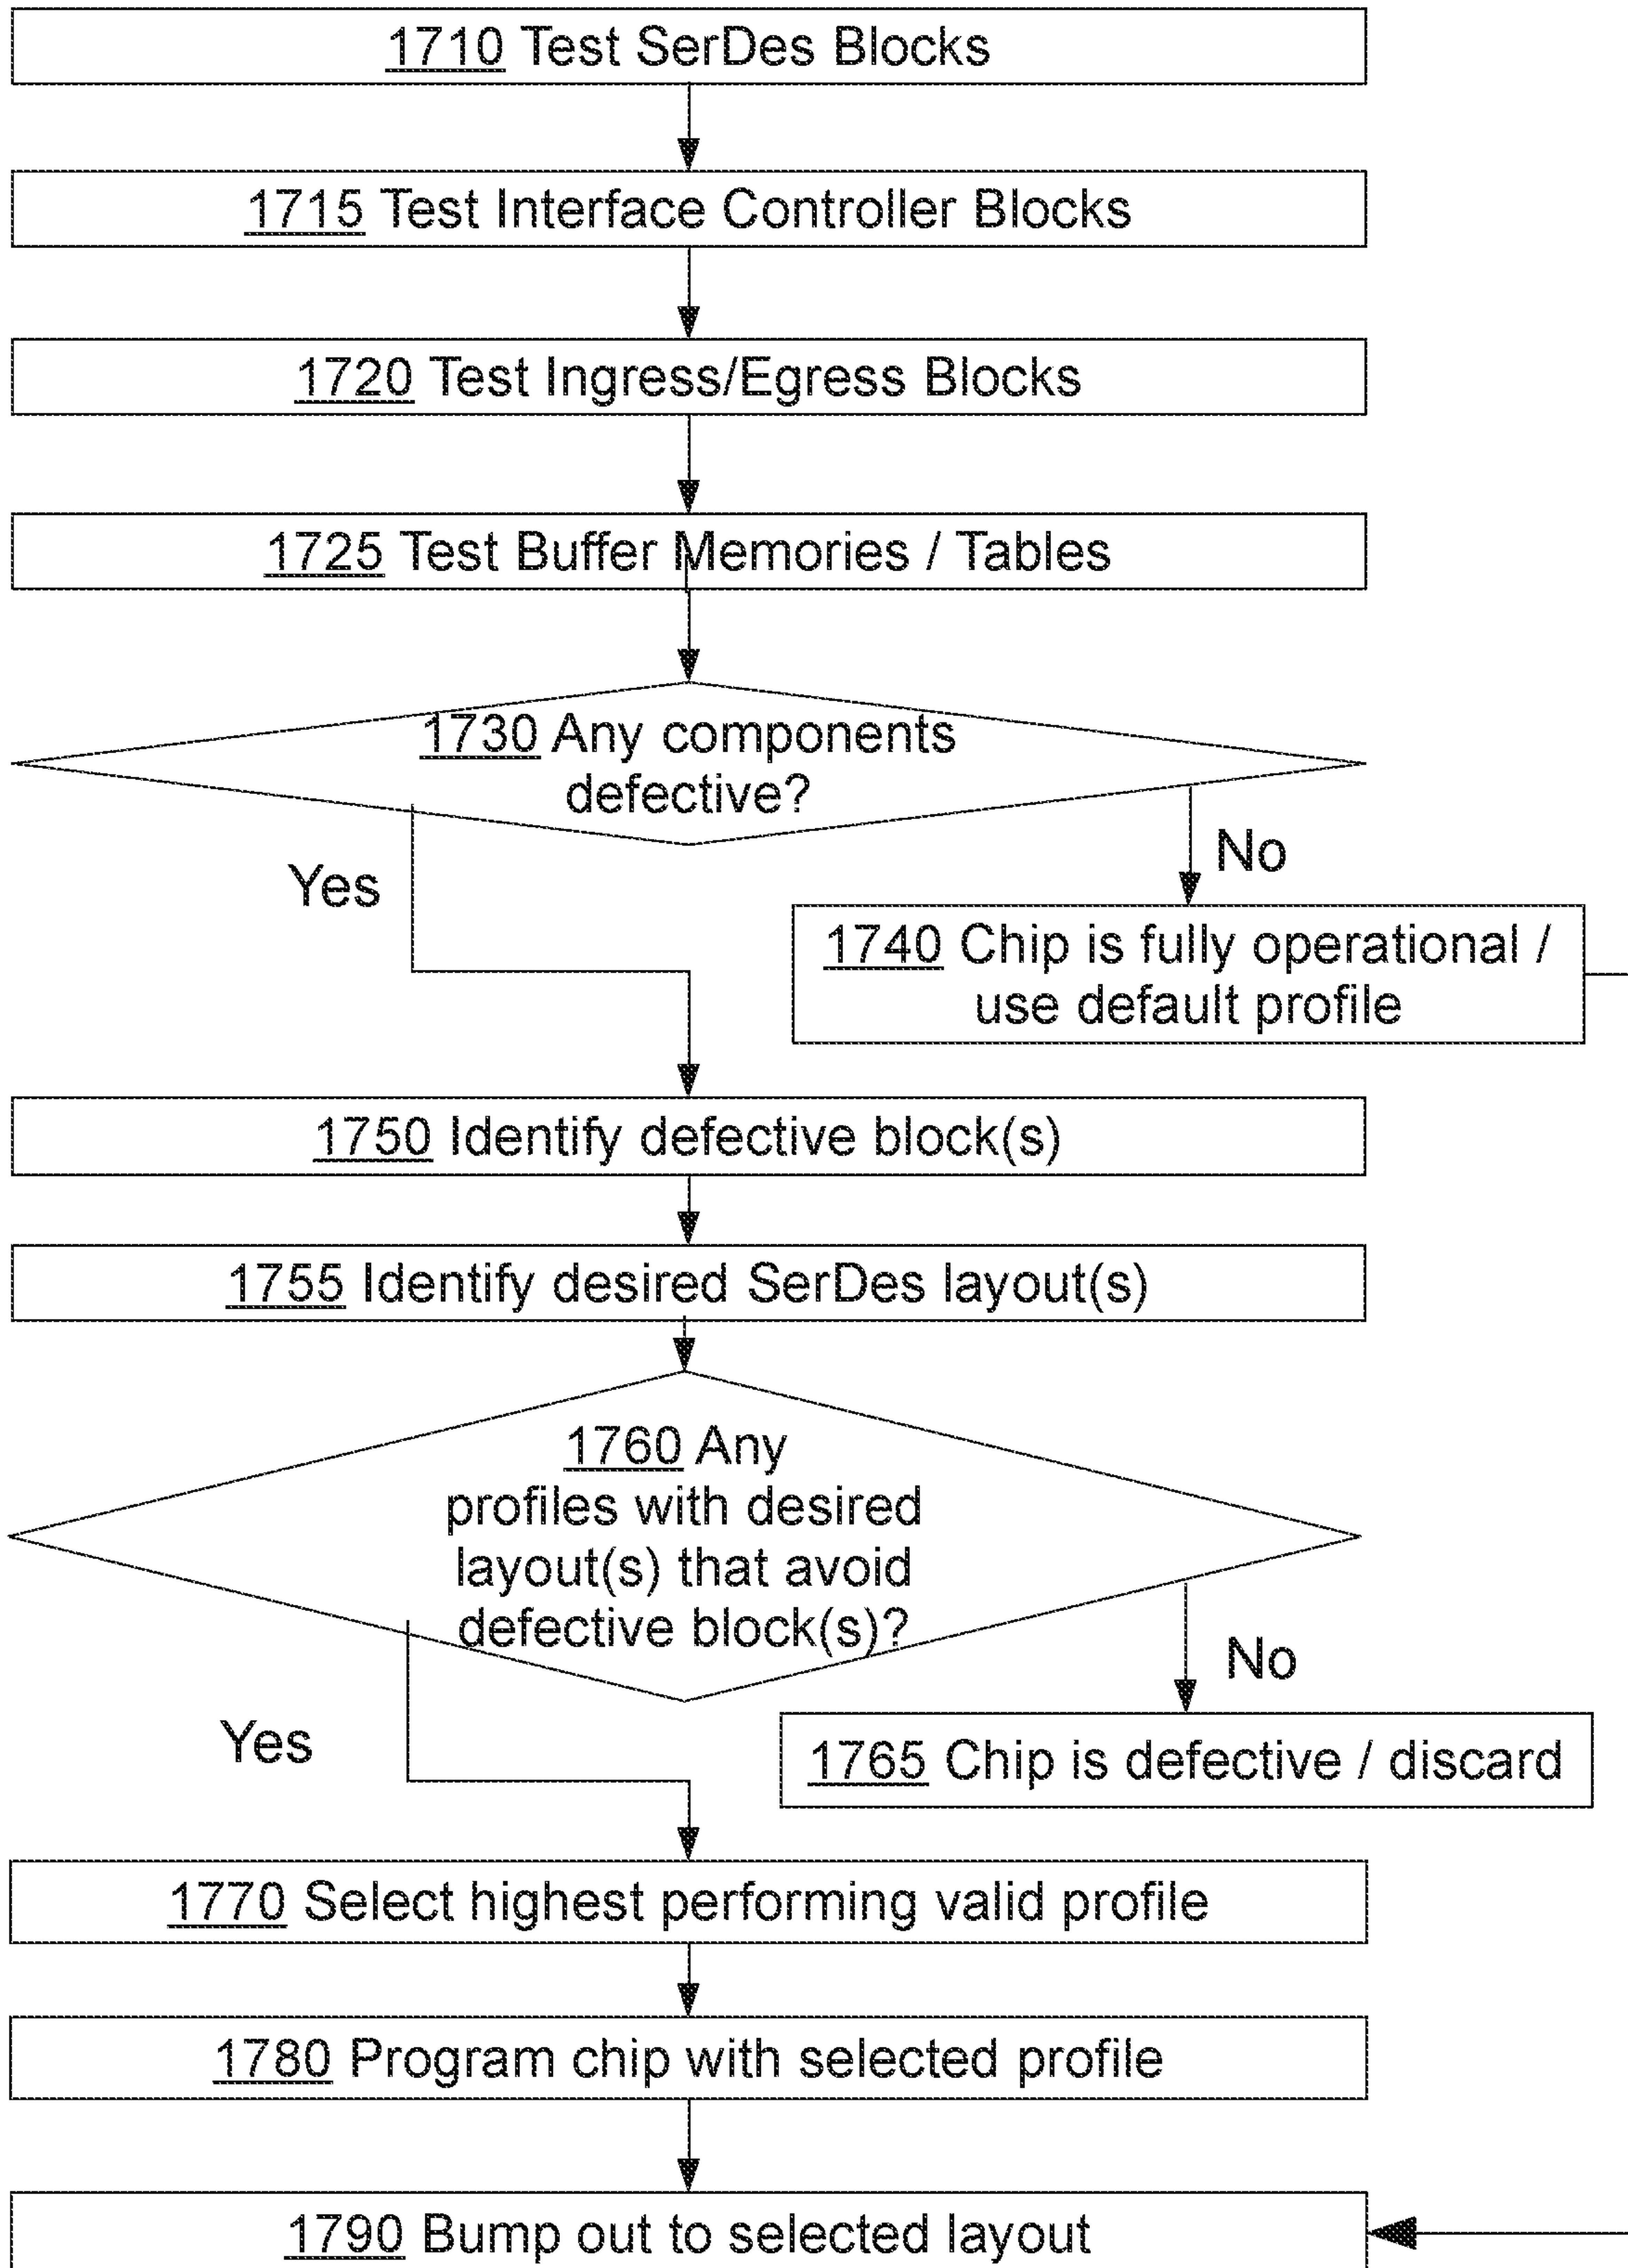 1710 Test SerDes Blocks
1715 Test Interface Controller Blocks
1720 Test Ingress/Egress Blocks
1725 Test Buffer Memories / Tables
1730 Any components
defective?
No
Yes
1740 Chip is fully operational /
use default profile
1750 Identify defective block(s)
1755 Identify desired SerDes layout(s)
1760 Any
profiles with desired
layout(s) that avoid
defective block(s)?
No
Yes
1765 Chip is defective / discard
1770 Select highest performing valid profile
1780 Program chip with selected profile
1790 Bump out to selected layout